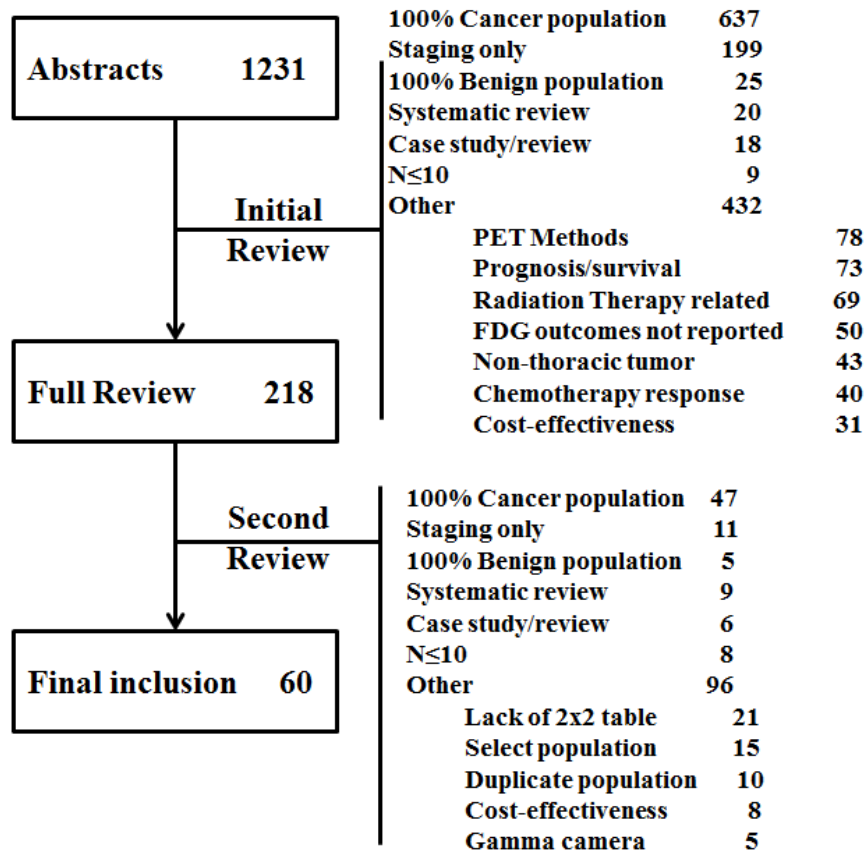 Abstracts 1231
100% Cancer population 637
Staging only 199
100% Benign population 25
Systematic review 20
Case study/review 18
N≤10 9
Other 432
PET Methods 78
Prognosis/survival 73
Radiation Therapy related 69
FDG outcomes not reported 50
Non-thoracic tumor 43
Chemotherapy response 40
Cost-effectiveness 31
Initial
Review
Full Review 218
100% Cancer population 47
Staging only 11
100% Benign population 5
Systematic review 9
Case study/review 6
N≤10 8
Other 96
Lack of 2x2 table 21
Select population 15
Duplicate population 10
Cost-effectiveness 8
Gamma camera 5
Second
Review
Final inclusion 60